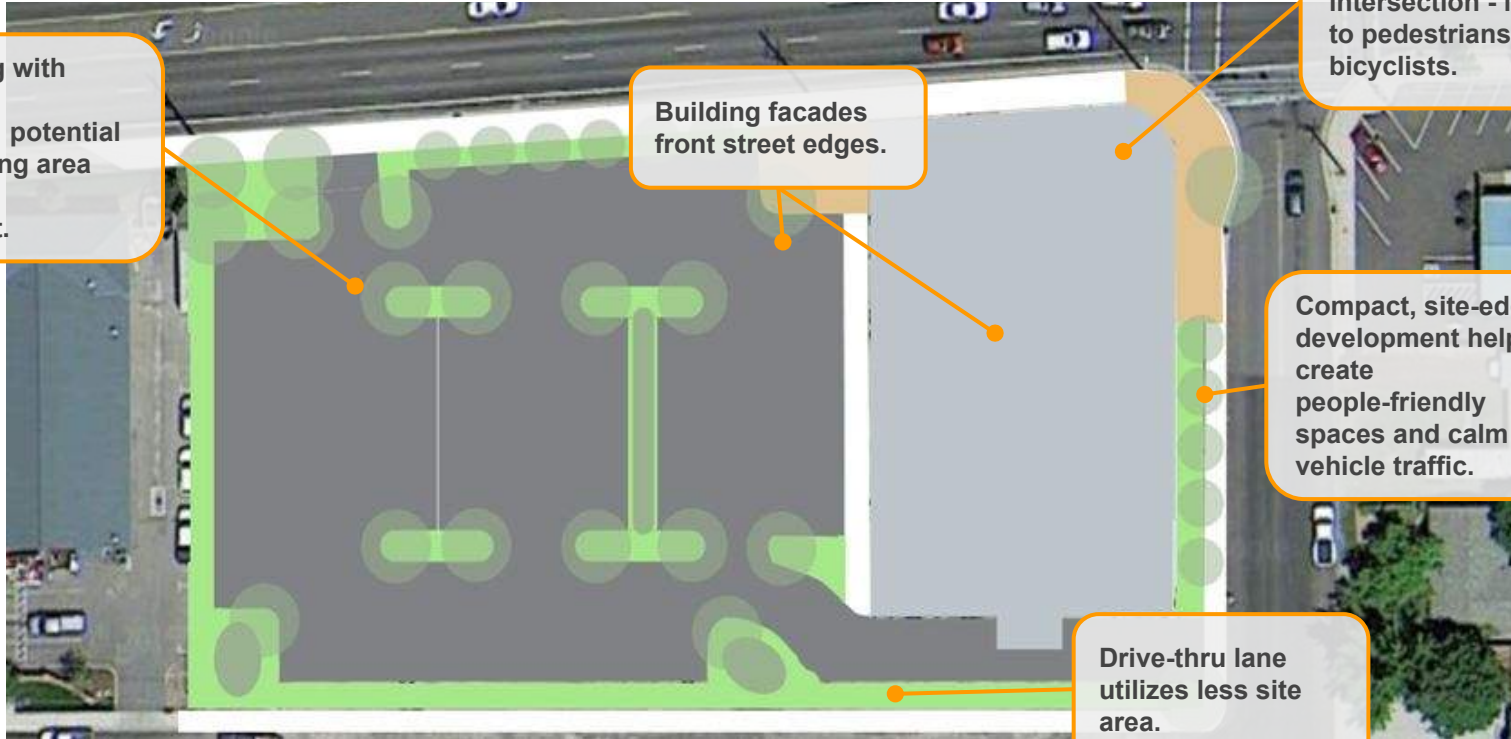 g with
potential
ng area
t.
Building facades
front street edges.
intersection - i
to pedestrians
bicyclists.
Compact, site-ed
development help
create
people-friendly
spaces and calm
vehicle traffic.
Drive-thru lane
utilizes less site
area.